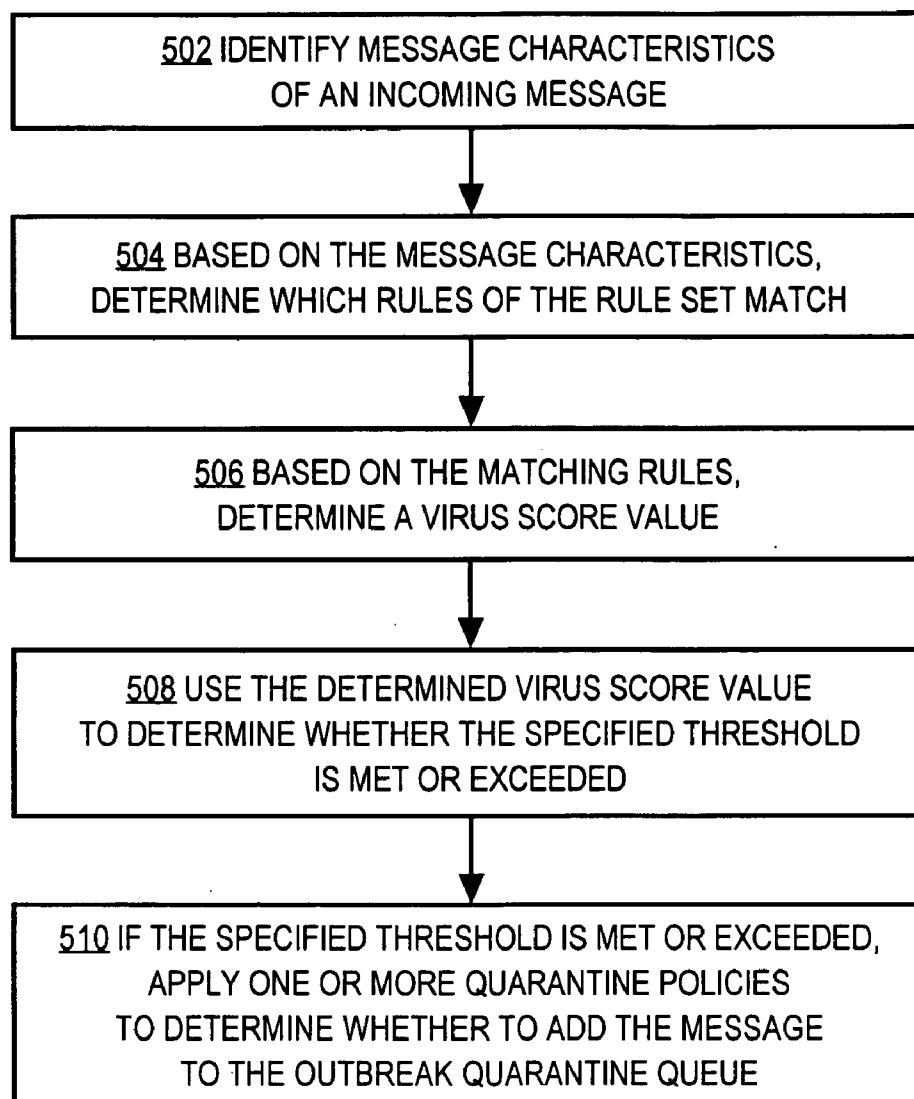 502 IDENTIFY MESSAGE CHARACTERISTICS
OF AN INCOMING MESSAGE
504 BASED ON THE MESSAGE CHARACTERISTICS,
DETERMINE WHICH RULES OF THE RULE SET MATCH
506 BASED ON THE MATCHING RULES,
DETERMINE A VIRUS SCORE VALUE
508 USE THE DETERMINED VIRUS SCORE VALUE
TO DETERMINE WHETHER THE SPECIFIED THRESHOLD
IS MET OR EXCEEDED
510 IF THE SPECIFIED THRESHOLD IS MET OR EXCEEDED,
APPLY ONE OR MORE QUARANTINE POLICIES
TO DETERMINE WHETHER TO ADD THE MESSAGE
TO THE OUTBREAK QUARANTINE QUEUE